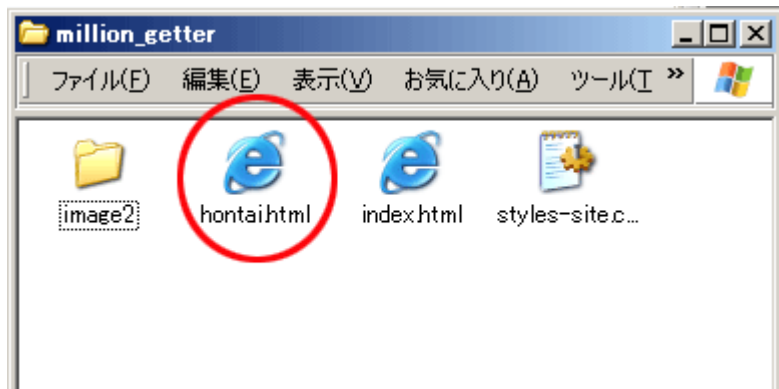 million_getter
ファイル(F) 編集(E) 表示(V) お気に入り(A) ツール(T »
image2 hontai.html index.html styles-site.c...